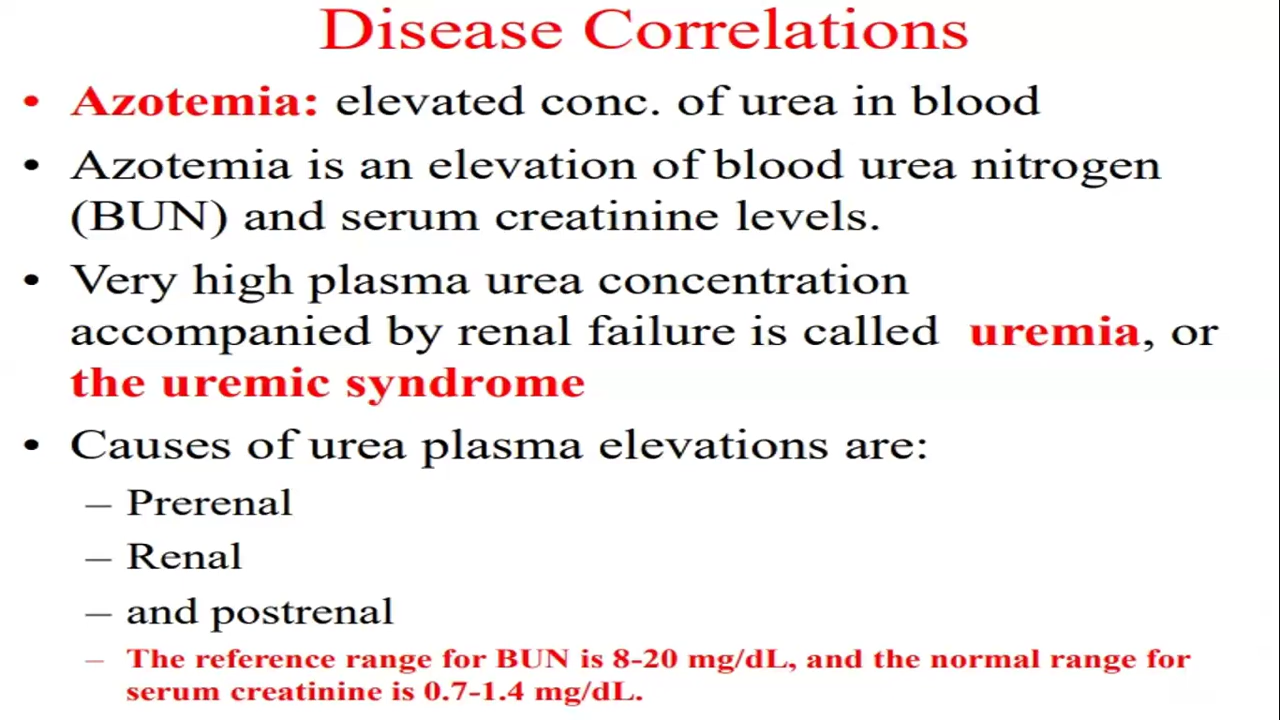 Disease Correlations
• Azotemia: elevated conc. of urea in blood
• Azotemia is an elevation of blood urea nitrogen
(BUN) and serum creatinine levels.
• Very high plasma urea concentration
accompanied by renal failure is called uremia, or
the uremic syndrome
• Causes of urea plasma elevations are:
– Prerenal
– Renal
– and postrenal
– The reference range for BUN is 8-20 mg/dL, and the normal range for
serum creatinine is 0.7-1.4 mg/dL.